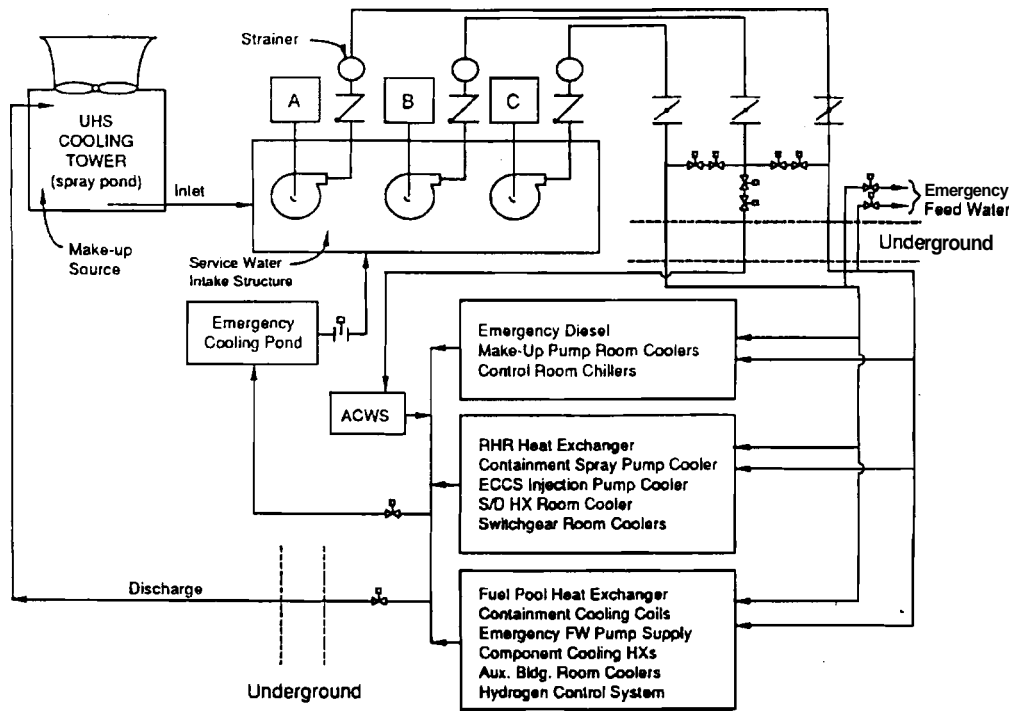 Strainer
A
B
C
UHS
COOLING
TOWER
(spray pond)
Inlet
Make-up
Source
Service Water
Intake Structure
Emergency
Feed Water
Underground
Emergency
Cooling Pond
ACWS
Emergency Diesel
Make-Up Pump Room Coolers
Control Room Chillers
RHR Heat Exchanger
Containment Spray Pump Cooler
ECCS Injection Pump Cooler
S/D HX Room Cooler
Switchgear Room Coolers
Discharge
Fuel Pool Heat Exchanger
Containment Cooling Coils
Emergency FW Pump Supply
Component Cooling HXs
Aux. Bldg. Room Coolers
Hydrogen Control System
Underground